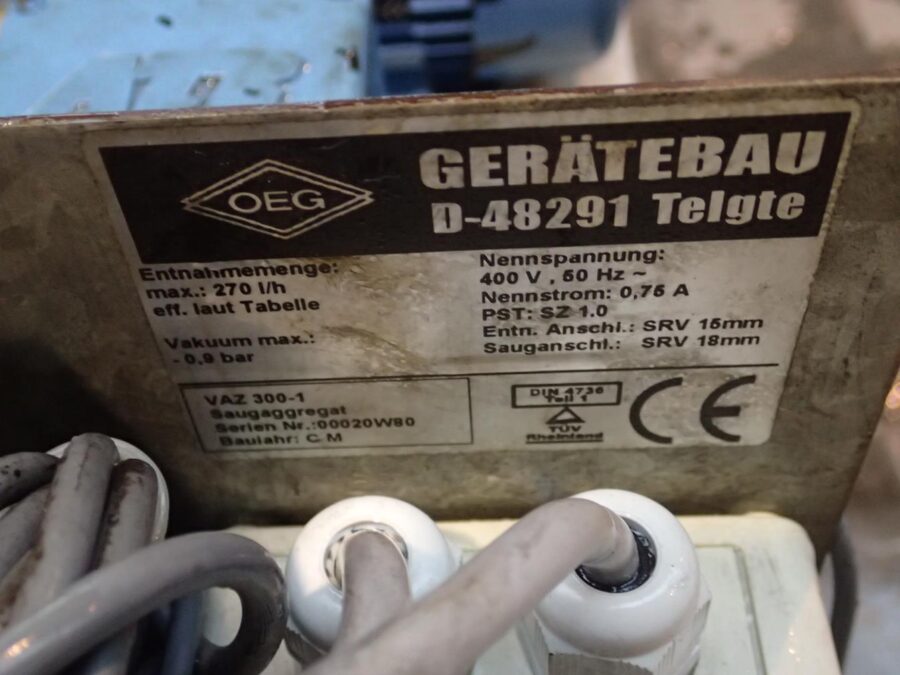 OEG
GERÄTEBAU
D-48291 Telgte
Entnahmemenge:
max.: 270 l/h
eff. laut Tabelle
Vakuum max.:
- 0,9 bar
Nennspannung:
400 V , 50 Hz ~
Nennstrom: 0,75 A
PST: SZ 1.0
Entn. Anschl.: SRV 15mm
Sauganschl.: SRV 18mm
VAZ 300-1
Saugaggregat
Serien Nr.:00020W80
Baujahr: C M
DIN 4736
Teil 1
TÜV
Rheinland
CE